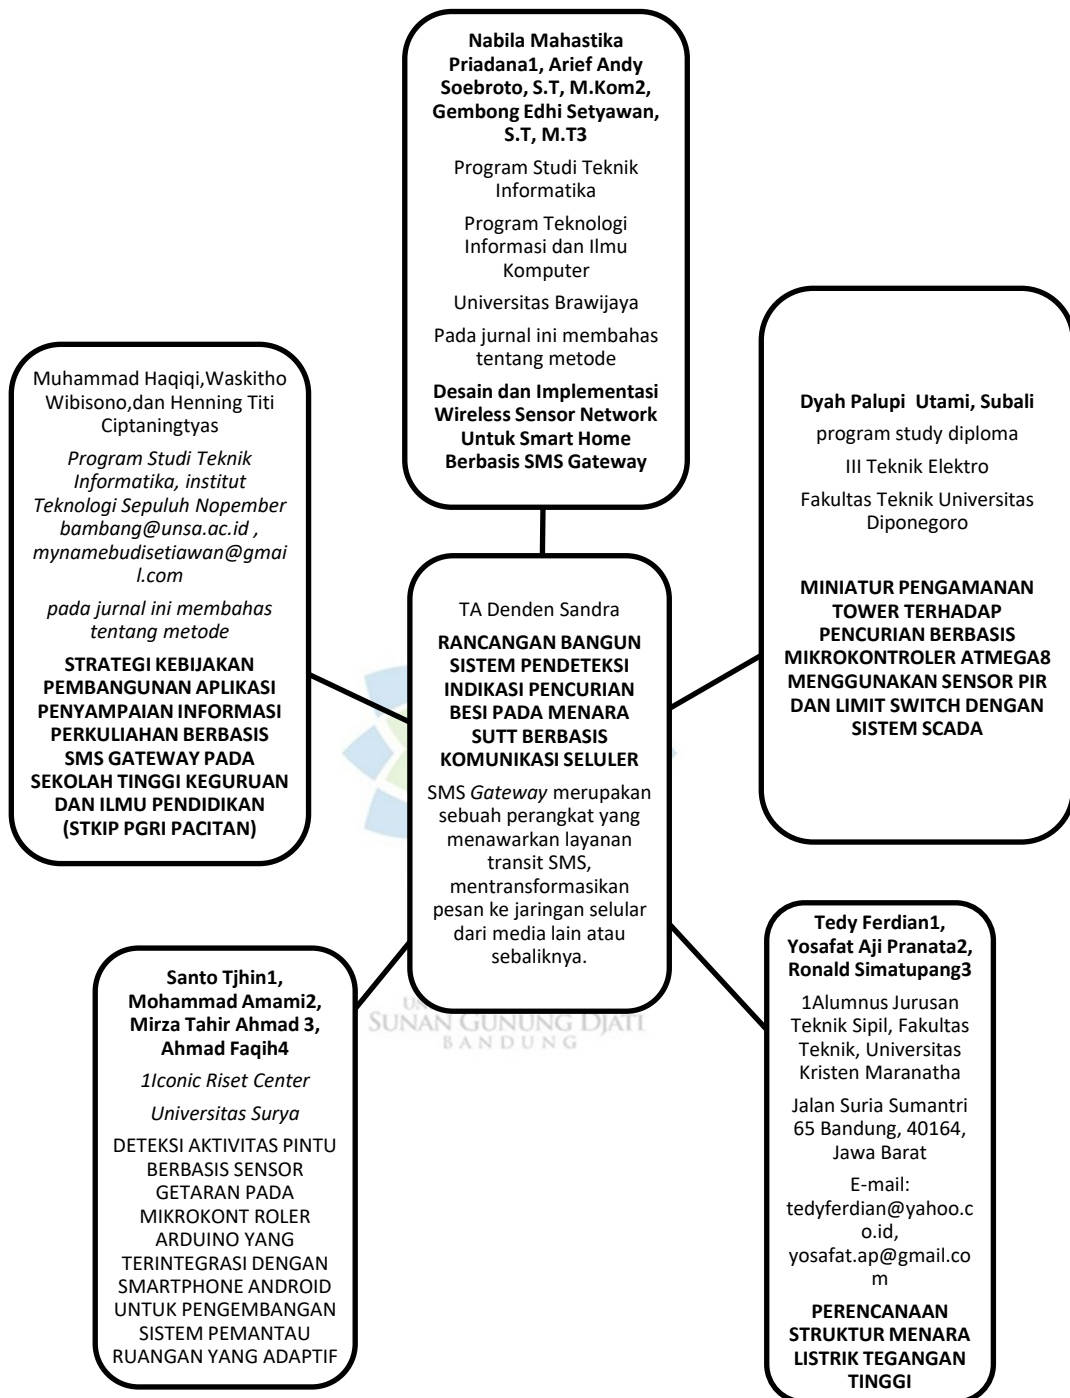 Nabila Mahastika
Priadana1, Arief Andy
Soebroto, S.T, M.Kom2,
Gembong Edhi Setyawan,
S.T, M.T3
Program Studi Teknik
Informatika
Program Teknologi
Informasi dan Ilmu
Komputer
Universitas Brawijaya
Pada jurnal ini membahas
tentang metode
Desain dan Implementasi
Wireless Sensor Network
Untuk Smart Home
Berbasis SMS Gateway
Muhammad Haqiqi,Waskitho
Wibisono,dan Henning Titi
Ciptaningtyas
Program Studi Teknik
Informatika, institut
Teknologi Sepuluh Nopember
bambang@unsa.ac.id ,
mynamebudisetiawan@gmai
l.com
pada jurnal ini membahas
tentang metode
STRATEGI KEBIJAKAN
PEMBANGUNAN APLIKASI
PENYAMPAIAN INFORMASI
PERKULIAHAN BERBASIS
SMS GATEWAY PADA
SEKOLAH TINGGI KEGURUAN
DAN ILMU PENDIDIKAN
(STKIP PGRI PACITAN)
Dyah Palupi Utami, Subali
program study diploma
III Teknik Elektro
Fakultas Teknik Universitas
Diponegoro
MINIATUR PENGAMANAN
TOWER TERHADAP
PENCURIAN BERBASIS
MIKROKONTROLER ATMEGA8
MENGGUNAKAN SENSOR PIR
DAN LIMIT SWITCH DENGAN
SISTEM SCADA
TA Denden Sandra
RANCANGAN BANGUN
SISTEM PENDETEKSI
INDIKASI PENCURIAN
BESI PADA MENARA
SUTT BERBASIS
KOMUNIKASI SELULER
SMS Gateway merupakan
sebuah perangkat yang
menawarkan layanan
transit SMS,
mentransformasikan
pesan ke jaringan selular
dari media lain atau
sebaliknya.
Santo Tjhin1,
Mohammad Amami2,
Mirza Tahir Ahmad 3,
Ahmad Faqih4
1Iconic Riset Center
Universitas Surya
DETEKSI AKTIVITAS PINTU
BERBASIS SENSOR
GETARAN PADA
MIKROKONT ROLER
ARDUINO YANG
TERINTEGRASI DENGAN
SMARTPHONE ANDROID
UNTUK PENGEMBANGAN
SISTEM PEMANTAU
RUANGAN YANG ADAPTIF
Tedy Ferdian1,
Yosafat Aji Pranata2,
Ronald Simatupang3
1Alumnus Jurusan
Teknik Sipil, Fakultas
Teknik, Universitas
Kristen Maranatha
Jalan Suria Sumantri
65 Bandung, 40164,
Jawa Barat
E-mail:
tedyferdian@yahoo.c
o.id,
yosafat.ap@gmail.co
m
PERENCANAAN
STRUKTUR MENARA
LISTRIK TEGANGAN
TINGGI
SUNAN GUNUNG DJATI
BANDUNG